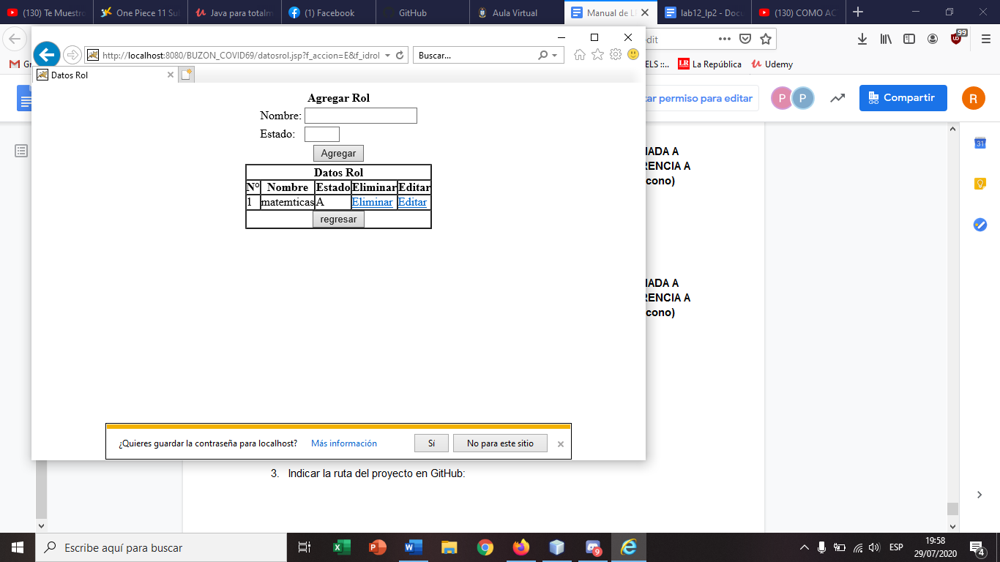 (130) Te Muestro
One Piece 11 Su
Java para totalm
(1) Facebook
GitHub
Aula Virtual
Manual de L
lab12_lp2 - Docu
(130) COMO AC
http://localhost:8080/BUZON_COVID69/datosrol.jsp?f_accion=E&f_idrol
Buscar...
edit
99
Datos Rol
ELS ::..
LR
La República
Udemy
Agregar Rol
Nombre:
Estado:
Agregar
Datos Rol
N° Nombre Estado Eliminar Editar
1 matemticas A Eliminar Editar
regresar
tar permiso para editar
P
P
Compartir
R
31
MADA A
RENCIA A
cono)
MADA A
RENCIA A
cono)
¿Quieres guardar la contraseña para localhost?
Más información
Sí
No para este sitio
3. Indicar la ruta del proyecto en GitHub:
Escribe aquí para buscar
9
ESP
19:58
29/07/2020
4